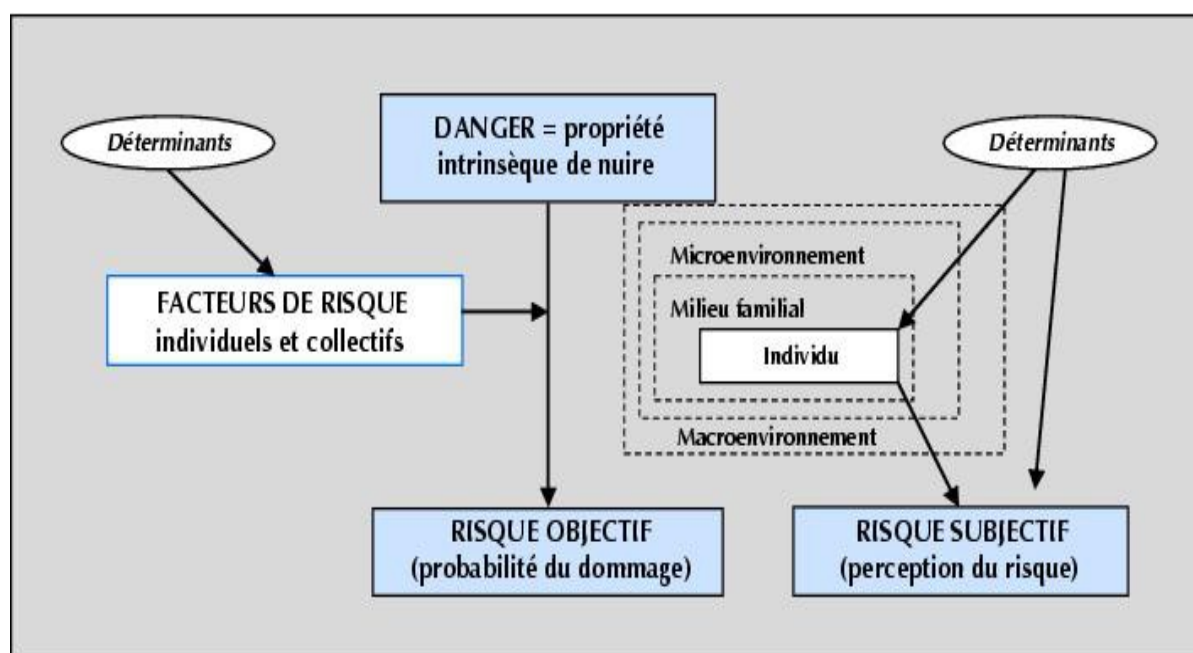 Déterminants
DANGER = propriété
intrinsèque de nuire
Déterminants
FACTEURS DE RISQUE
individuels et collectifs
Microenvironnement
Milieu familial
Individu
Macroenvironnement
RISQUE OBJECTIF
(probabilité du dommage)
RISQUE SUBJECTIF
(perception du risque)